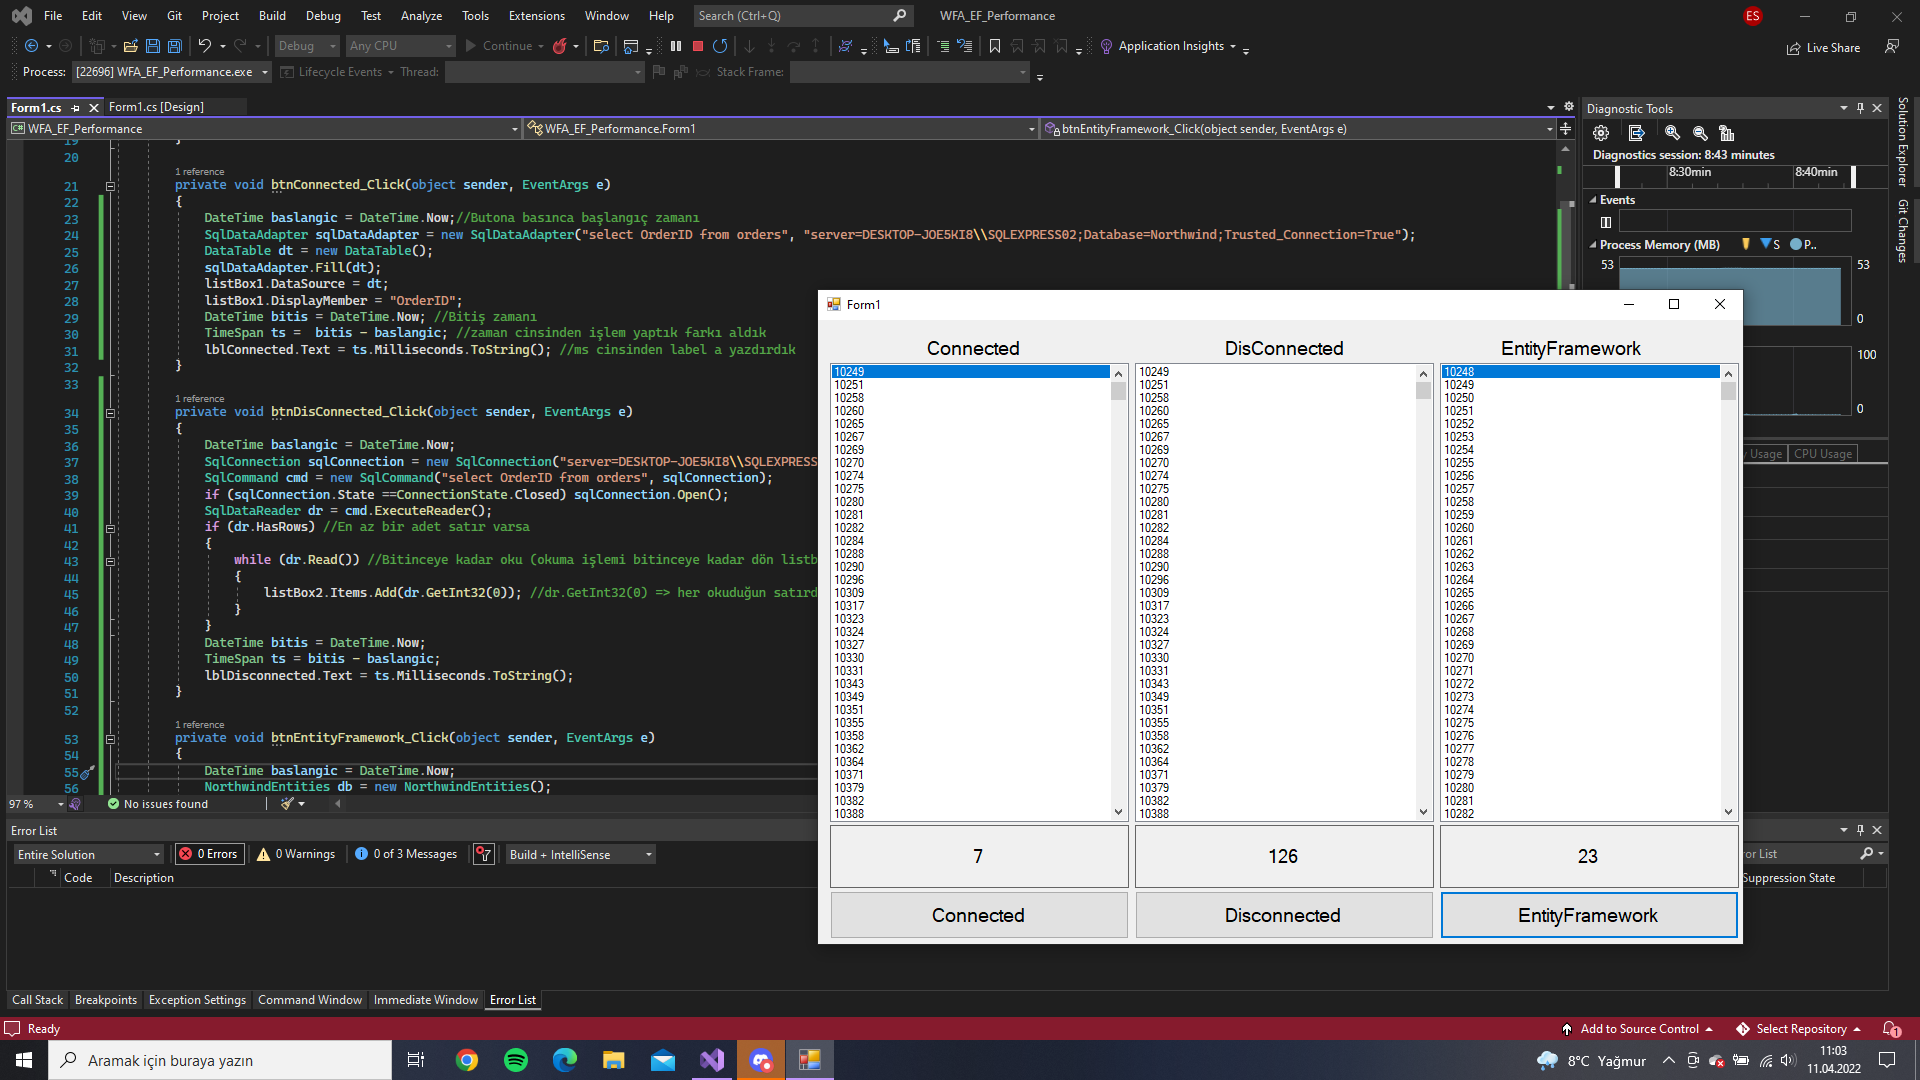 File Edit View Git Project Build Debug Test Analyze Tools Extensions Window Help Search (Ctrl+Q) WFA_EF_Performance ES
Debug Any CPU Continue Application Insights Live Share
Process: [22696] WFA_EF_Performance.exe Lifecycle Events Thread: Stack Frame:
Form1.cs Form1.cs [Design]
WFA_EF_Performance WFA_EF_Performance.Form1 btnEntityFramework_Click(object sender, EventArgs e)
19 }
20
1 reference
21 private void btnConnected_Click(object sender, EventArgs e)
22 {
23 DateTime baslangic = DateTime.Now;//Butona basınca başlangıç zamanı
24 SqlDataAdapter sqlDataAdapter = new SqlDataAdapter("select OrderID from orders", "server=DESKTOP-JOE5KI8\\SQLEXPRESS02;Database=Northwind;Trusted_Connection=True");
25 DataTable dt = new DataTable();
26 sqlDataAdapter.Fill(dt);
27 listBox1.DataSource = dt;
28 listBox1.DisplayMember = "OrderID";
29 DateTime bitis = DateTime.Now; //Bitiş zamanı
30 TimeSpan ts =  bitis - baslangic; //zaman cinsinden işlem yaptık farkı aldık
31 lblConnected.Text = ts.Milliseconds.ToString(); //ms cinsinden label a yazdırdık
32 }
33
1 reference
34 private void btnDisConnected_Click(object sender, EventArgs e)
35 {
36 DateTime baslangic = DateTime.Now;
37 SqlConnection sqlConnection = new SqlConnection("server=DESKTOP-JOE5KI8\\SQLEXPRESS
38 SqlCommand cmd = new SqlCommand("select OrderID from orders", sqlConnection);
39 if (sqlConnection.State ==ConnectionState.Closed) sqlConnection.Open();
40 SqlDataReader dr = cmd.ExecuteReader();
41 if (dr.HasRows) //En az bir adet satır varsa
42 {
43 while (dr.Read()) //Bitinceye kadar oku (okuma işlemi bitinceye kadar dön listb
44 {
45 listBox2.Items.Add(dr.GetInt32(0)); //dr.GetInt32(0) => her okuduğun satırd
46 }
47 }
48 DateTime bitis = DateTime.Now;
49 TimeSpan ts = bitis - baslangic;
50 lblDisconnected.Text = ts.Milliseconds.ToString();
51 }
52
1 reference
53 private void btnEntityFramework_Click(object sender, EventArgs e)
54 {
55 DateTime baslangic = DateTime.Now;
56 NorthwindEntities db = new NorthwindEntities();
97 % No issues found
Diagnostic Tools
Diagnostics session: 8:43 minutes
8:30min 8:40min
Events
Process Memory (MB) S P..
53 53
0
100
0
y Usage CPU Usage
Solution Explorer
Git Changes
Form1
Connected DisConnected EntityFramework
10249 10249 10248
10251 10251 10249
10258 10258 10250
10260 10260 10251
10265 10265 10252
10267 10267 10253
10269 10269 10254
10270 10270 10255
10274 10274 10256
10275 10275 10257
10280 10280 10258
10281 10281 10259
10282 10282 10260
10284 10284 10261
10288 10288 10262
10290 10290 10263
10296 10296 10264
10309 10309 10265
10317 10317 10266
10323 10323 10267
10324 10324 10268
10327 10327 10269
10330 10330 10270
10331 10331 10271
10343 10343 10272
10349 10349 10273
10351 10351 10274
10355 10355 10275
10358 10358 10276
10362 10362 10277
10364 10364 10278
10371 10371 10279
10379 10379 10280
10382 10382 10281
10388 10388 10282
7 126 23
Connected Disconnected EntityFramework
Error List
Entire Solution 0 Errors 0 Warnings 0 of 3 Messages Build + IntelliSense ror List
Code Description Suppression State
Call Stack Breakpoints Exception Settings Command Window Immediate Window Error List
Ready Add to Source Control Select Repository 1
Aramak için buraya yazın 8°C Yağmur 11:03
11.04.2022